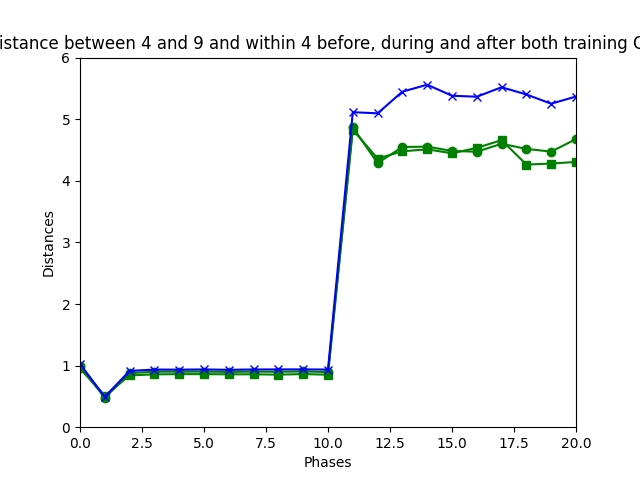 istance between 4 and 9 and within 4 before, during and after both training
6
5
4
3
2
1
0
Distances
0.0 2.5 5.0 7.5 10.0 12.5 15.0 17.5 20.0
Phases